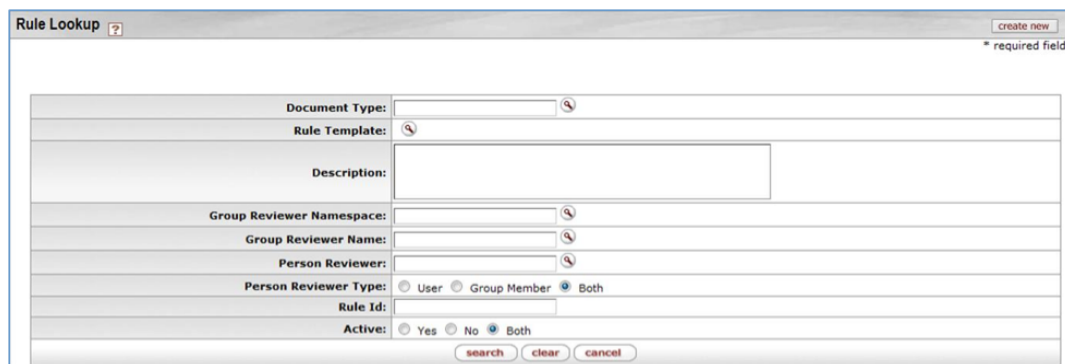 Rule Lookup ?
create new
* required field
Document Type:
Rule Template:
Description:
Group Reviewer Namespace:
Group Reviewer Name:
Person Reviewer:
Person Reviewer Type: User Group Member Both
Rule Id:
Active: Yes No Both
search clear cancel